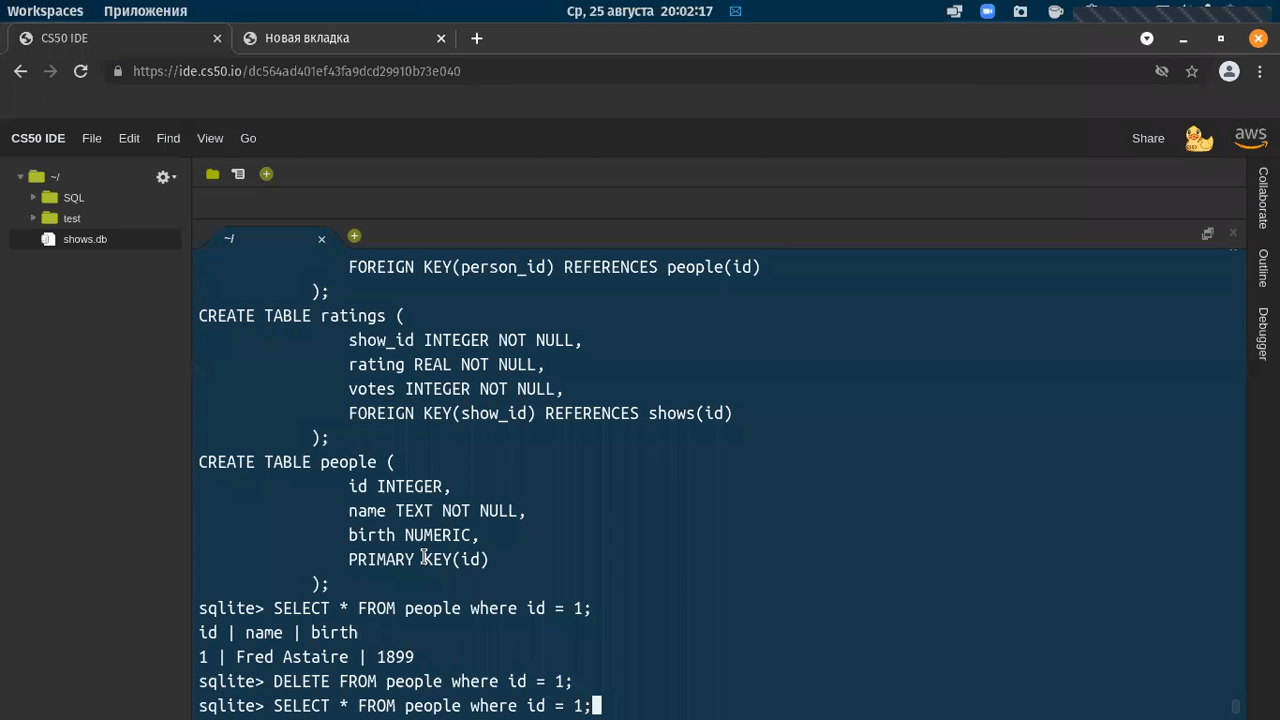 Workspaces Приложения Ср, 25 августа 20:02:17
CS50 IDE Новая вкладка
https://ide.cs50.io/dc564ad401ef43fa9dcd29910b73e040
CS50 IDE File Edit Find View Go Share aws
~/
SQL
test
shows.db
Collaborate
Outline
Debugger
~/
FOREIGN KEY(person_id) REFERENCES people(id)
);
CREATE TABLE ratings (
show_id INTEGER NOT NULL,
rating REAL NOT NULL,
votes INTEGER NOT NULL,
FOREIGN KEY(show_id) REFERENCES shows(id)
);
CREATE TABLE people (
id INTEGER,
name TEXT NOT NULL,
birth NUMERIC,
PRIMARY KEY(id)
);
sqlite> SELECT * FROM people where id = 1;
id | name | birth
1 | Fred Astaire | 1899
sqlite> DELETE FROM people where id = 1;
sqlite> SELECT * FROM people where id = 1;